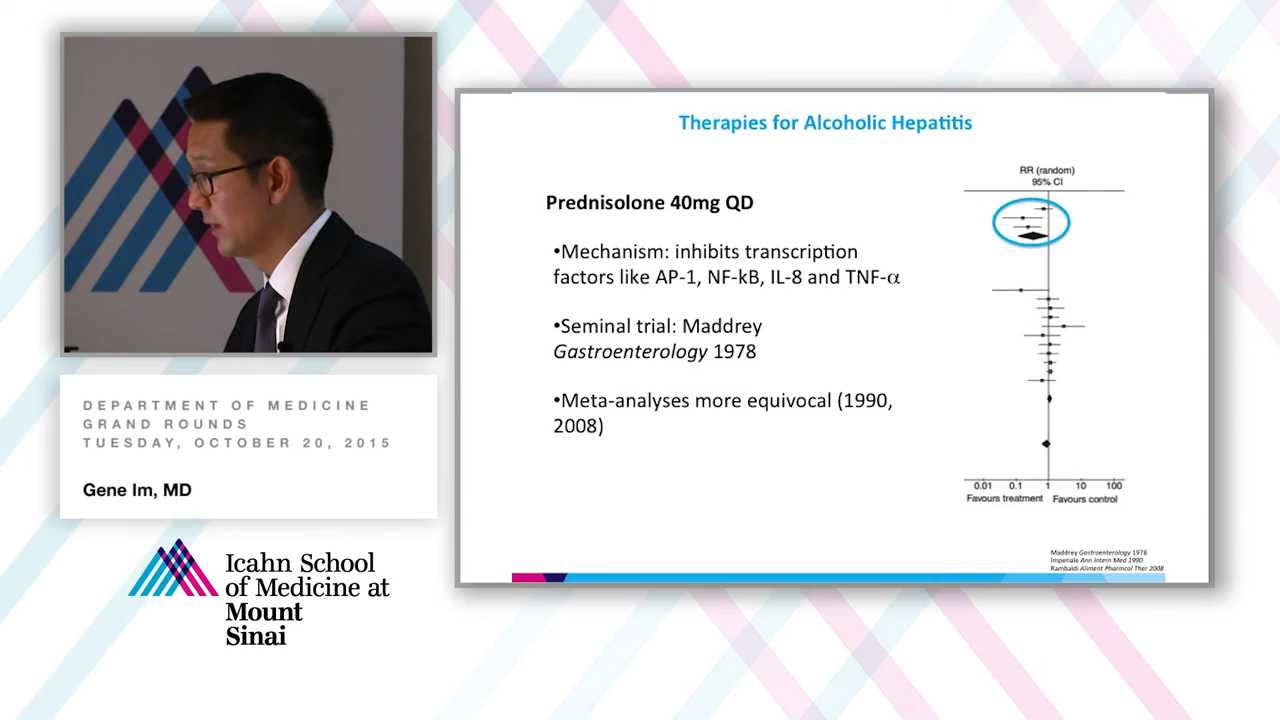 DEPARTMENT OF MEDICINE
GRAND ROUNDS
TUESDAY, OCTOBER 20, 2015
Gene Im, MD
Icahn School
of Medicine at
Mount
Sinai
Therapies for Alcoholic Hepatitis
Prednisolone 40mg QD
•Mechanism: inhibits transcription
factors like AP-1, NF-kB, IL-8 and TNF-α
•Seminal trial: Maddrey
Gastroenterology 1978
•Meta-analyses more equivocal (1990,
2008)
RR (random)
95% CI
0.01 0.1 1 10 100
Favours treatment Favours control
Maddrey Gastroenterology 1978
Imperiale Ann Intern Med 1990
Rambaldi Aliment Pharmcol Ther 2008